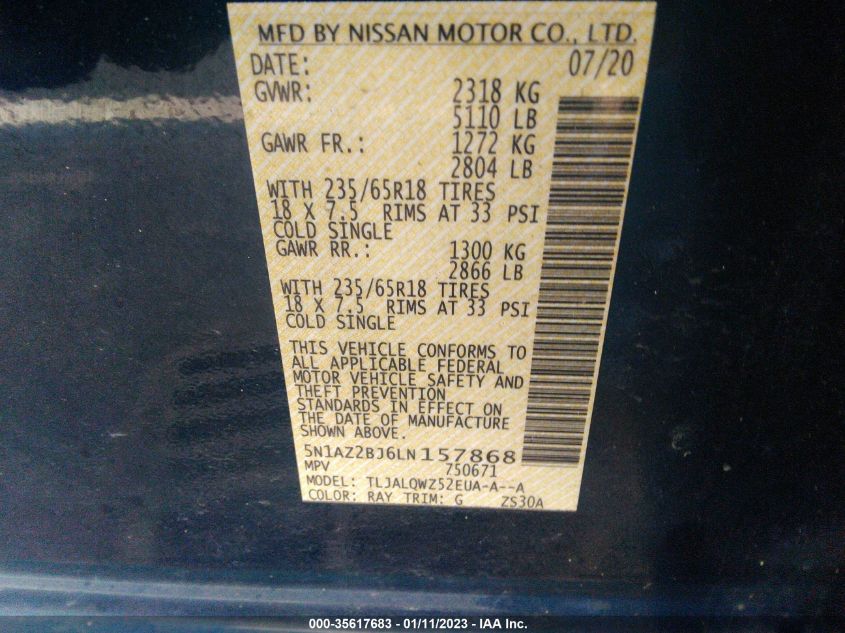 MFD BY NISSAN MOTOR CO., LTD.
DATE: 07/20
GVWR: 2318 KG
5110 LB
GAWR FR.: 1272 KG
2804 LB
WITH 235/65R18 TIRES
18 X 7.5 RIMS AT 33 PSI
COLD SINGLE
GAWR RR.: 1300 KG
2866 LB
WITH 235/65R18 TIRES
18 X 7.5 RIMS AT 33 PSI
COLD SINGLE
THIS VEHICLE CONFORMS TO
ALL APPLICABLE FEDERAL
MOTOR VEHICLE SAFETY AND
THEFT PREVENTION
STANDARDS IN EFFECT ON
THE DATE OF MANUFACTURE
SHOWN ABOVE.
5N1AZ2BJ6LN157868
MPV 750671
MODEL: TLJALQWZ52EUA-A--A
COLOR: RAY TRIM: G ZS30A
000-35617683 - 01/11/2023 - IAA Inc.